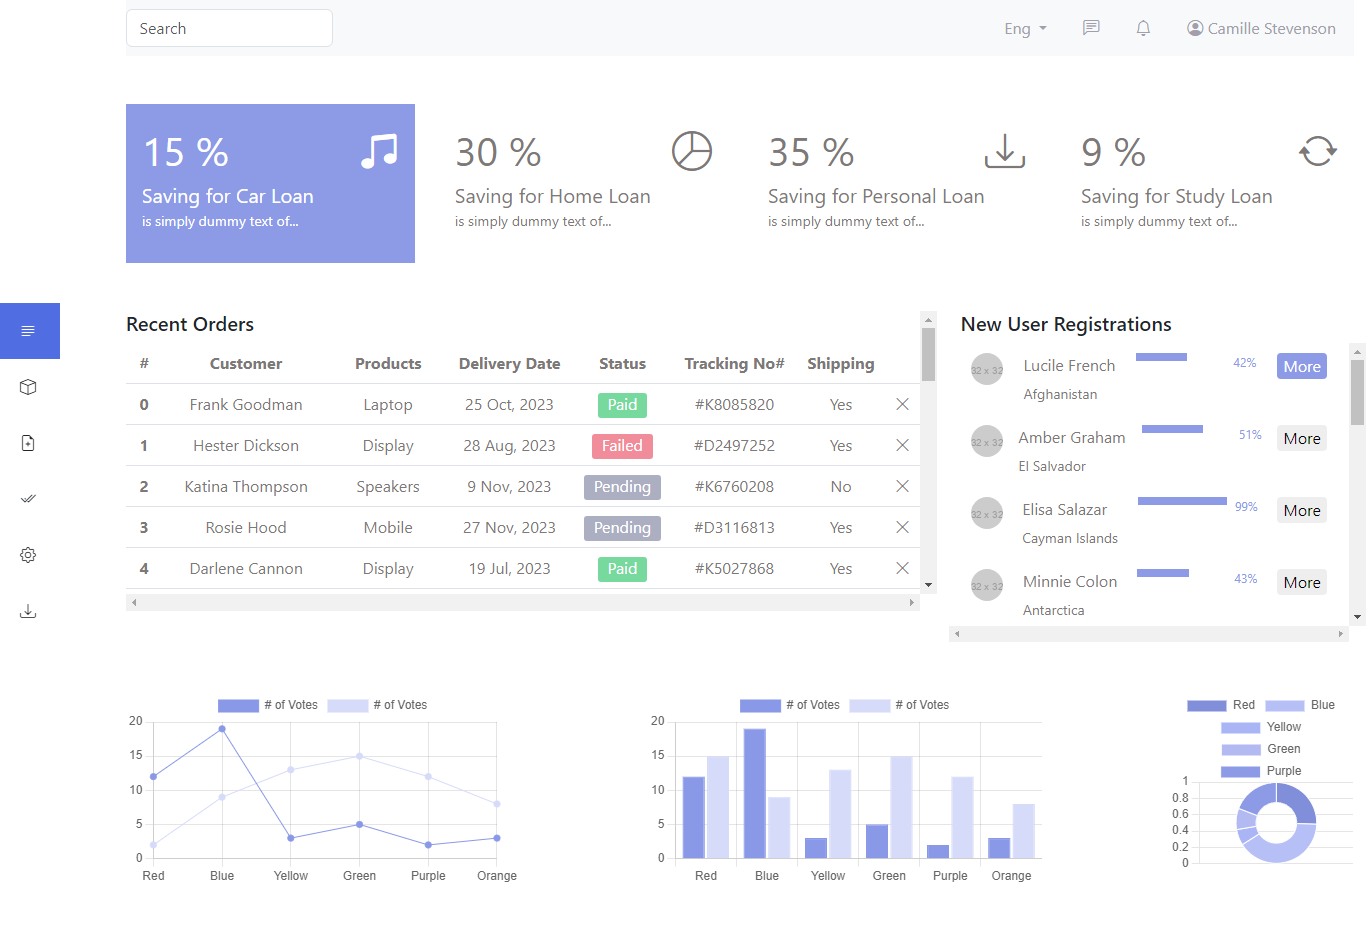 Search
Eng
Camille Stevenson
15 %
Saving for Car Loan
is simply dummy text of...
30 %
Saving for Home Loan
is simply dummy text of...
35 %
Saving for Personal Loan
is simply dummy text of...
9 %
Saving for Study Loan
is simply dummy text of...
Recent Orders
# Customer Products Delivery Date Status Tracking No# Shipping
0 Frank Goodman Laptop 25 Oct, 2023 Paid #K8085820 Yes
1 Hester Dickson Display 28 Aug, 2023 Failed #D2497252 Yes
2 Katina Thompson Speakers 9 Nov, 2023 Pending #K6760208 No
3 Rosie Hood Mobile 27 Nov, 2023 Pending #D3116813 Yes
4 Darlene Cannon Display 19 Jul, 2023 Paid #K5027868 Yes
New User Registrations
32 x 32 Lucile French 42% More
Afghanistan
32 x 32 Amber Graham 51% More
El Salvador
32 x 32 Elisa Salazar 99% More
Cayman Islands
32 x 32 Minnie Colon 43% More
Antarctica
# of Votes # of Votes
20
15
10
5
0
Red Blue Yellow Green Purple Orange
# of Votes # of Votes
20
15
10
5
0
Red Blue Yellow Green Purple Orange
Red Blue
Yellow
Green
Purple
1
0.8
0.6
0.4
0.2
0